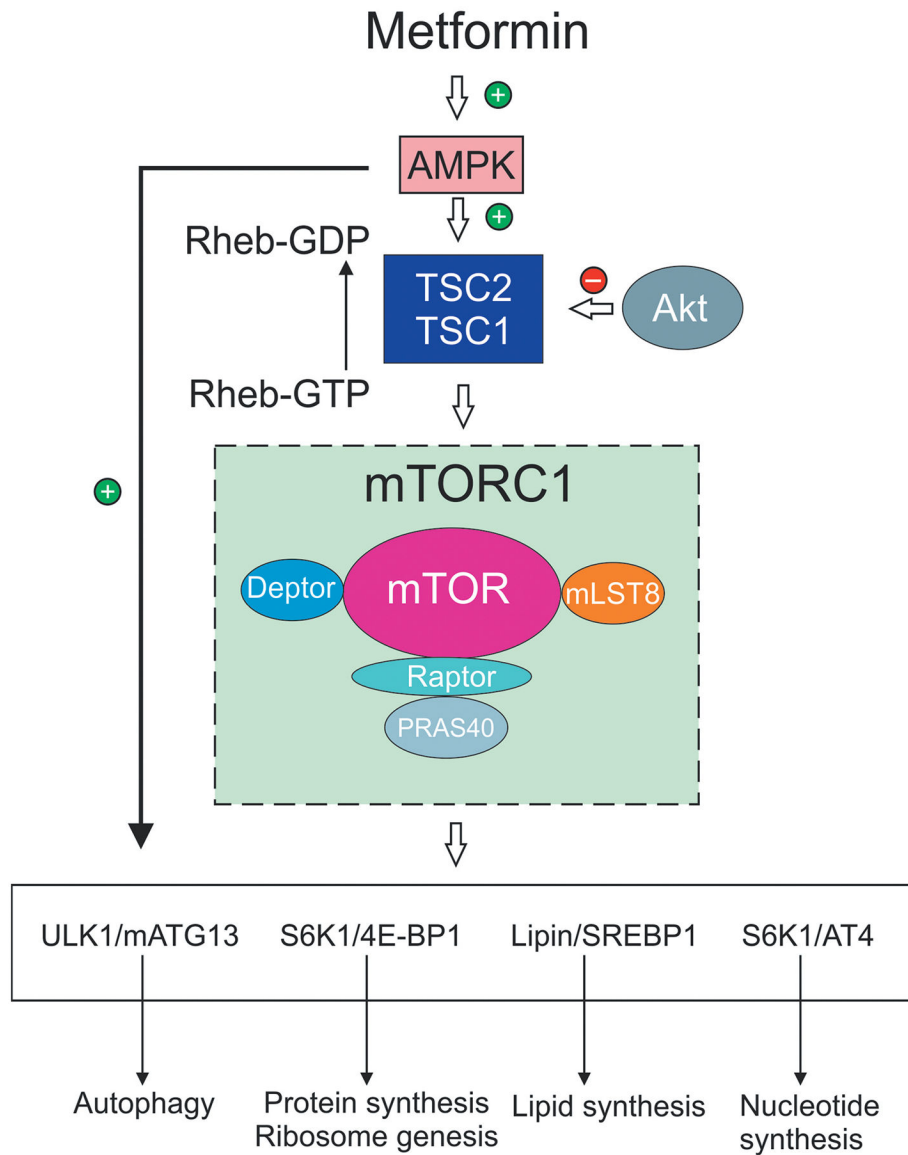 Metformin
+
AMPK
+
Rheb-GDP
TSC2
TSC1
−
Akt
Rheb-GTP
+
mTORC1
Deptor
mTOR
mLST8
Raptor
PRAS40
ULK1/mATG13
S6K1/4E-BP1
Lipin/SREBP1
S6K1/AT4
Autophagy
Protein synthesis
Ribosome genesis
Lipid synthesis
Nucleotide
synthesis